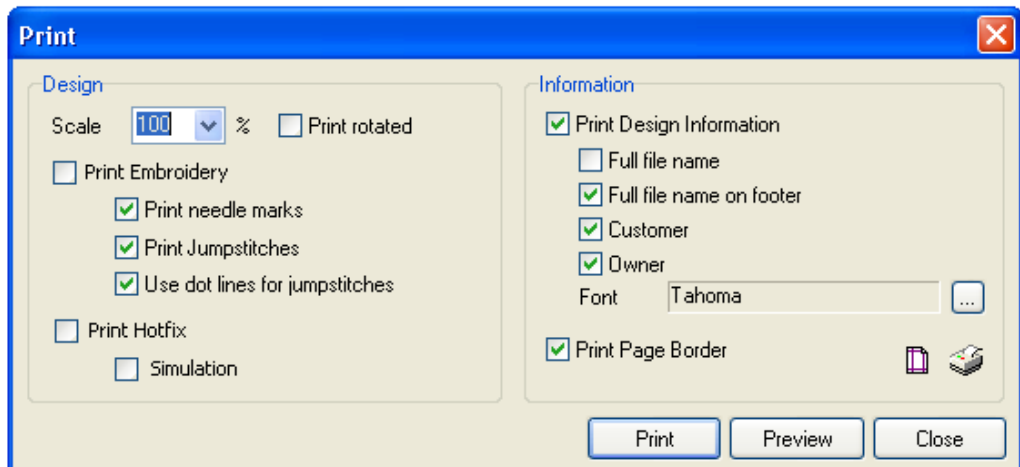 Print
Design
Scale 100 % Print rotated
Print Embroidery
Print needle marks
Print Jumpstitches
Use dot lines for jumpstitches
Print Hotfix
Simulation
Information
Print Design Information
Full file name
Full file name on footer
Customer
Owner
Font Tahoma ...
Print Page Border
Print Preview Close